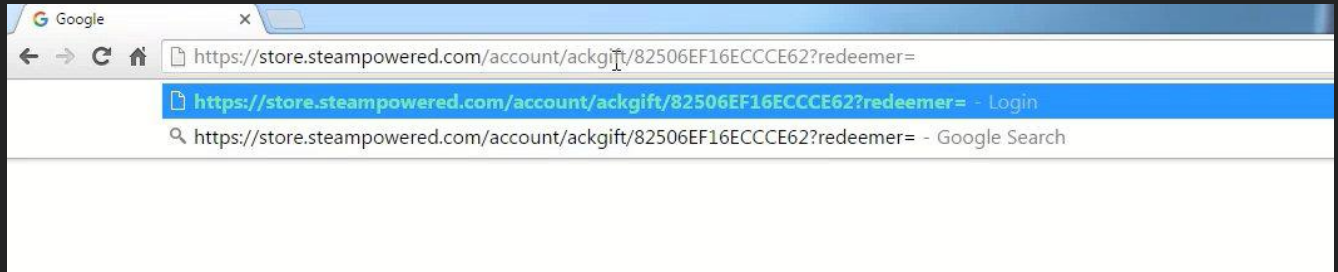 Google
https://store.steampowered.com/account/ackgift/82506EF16ECCCE62?redeemer=
https://store.steampowered.com/account/ackgift/82506EF16ECCCE62?redeemer= - Login
https://store.steampowered.com/account/ackgift/82506EF16ECCCE62?redeemer= - Google Search